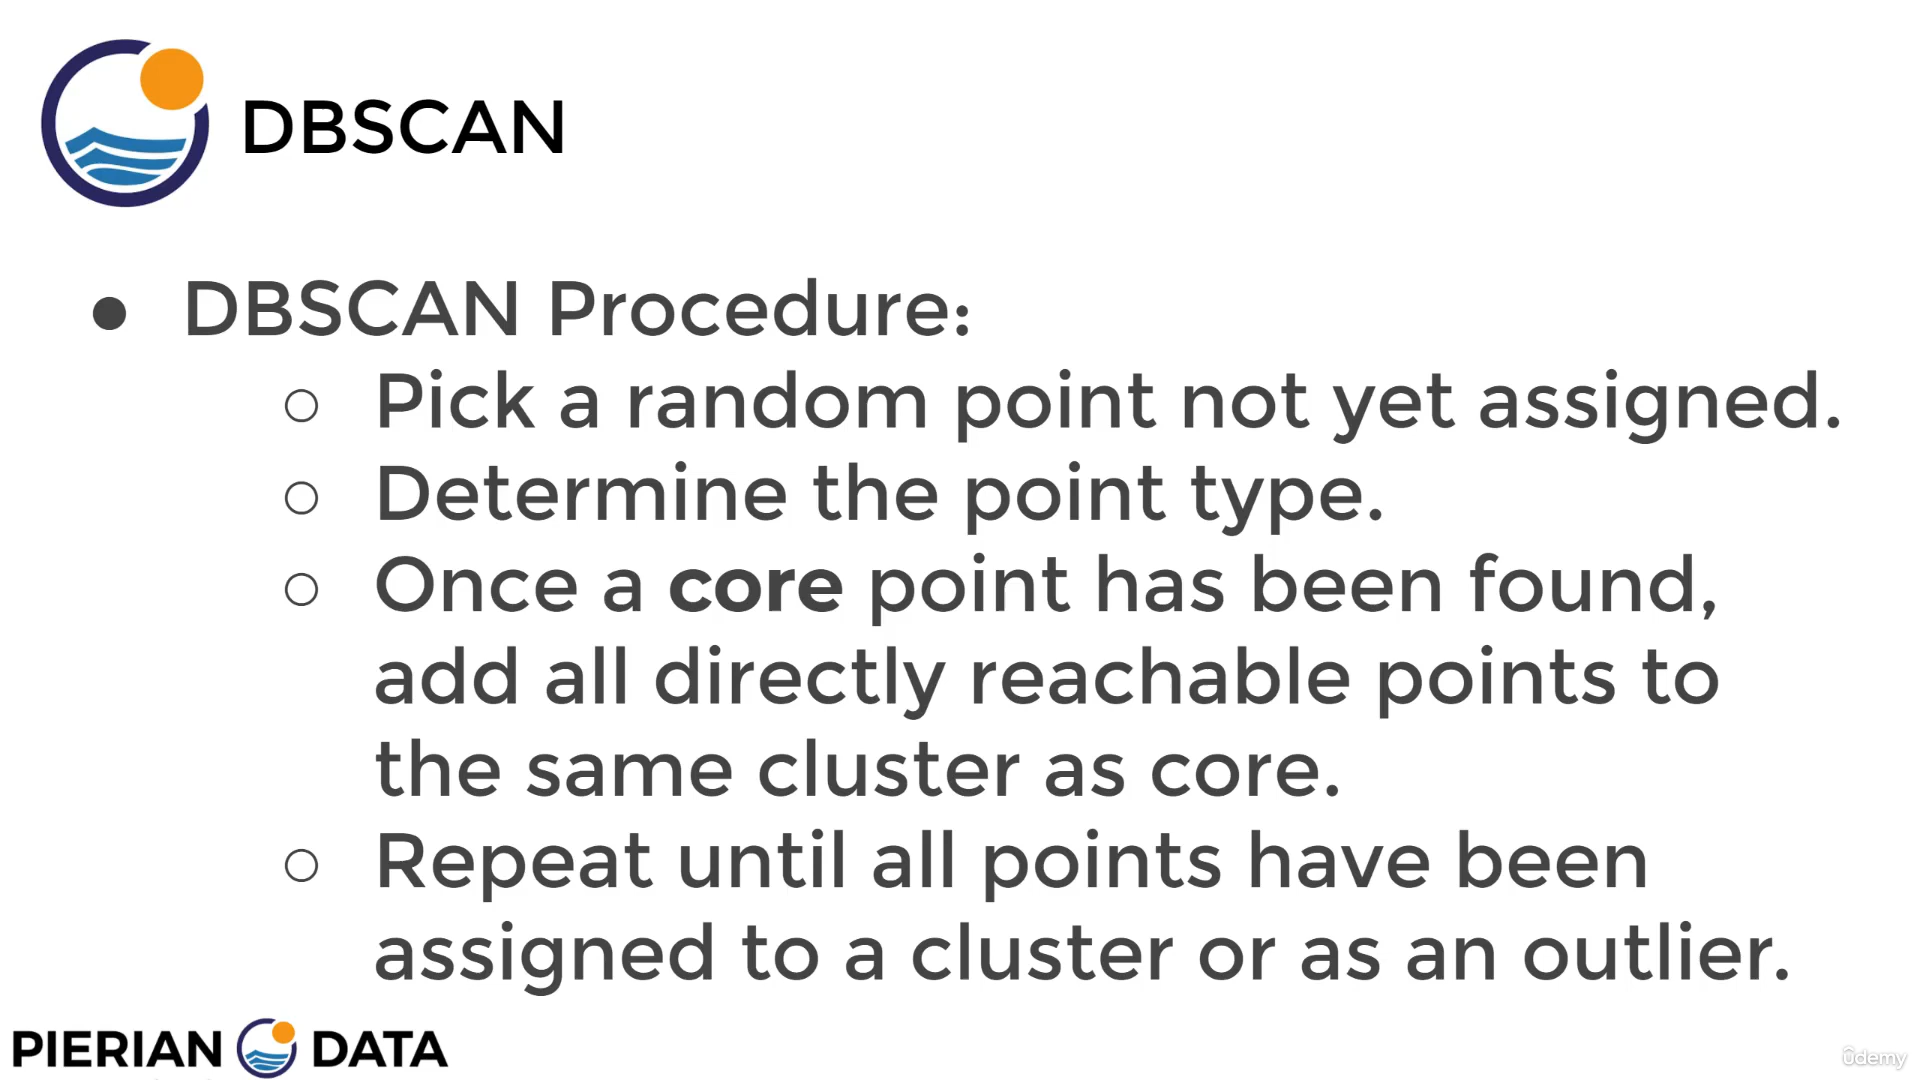 DBSCAN
● DBSCAN Procedure:
○ Pick a random point not yet assigned.
○ Determine the point type.
○ Once a core point has been found,
add all directly reachable points to
the same cluster as core.
○ Repeat until all points have been
assigned to a cluster or as an outlier.
PIERIAN DATA
ûdemy